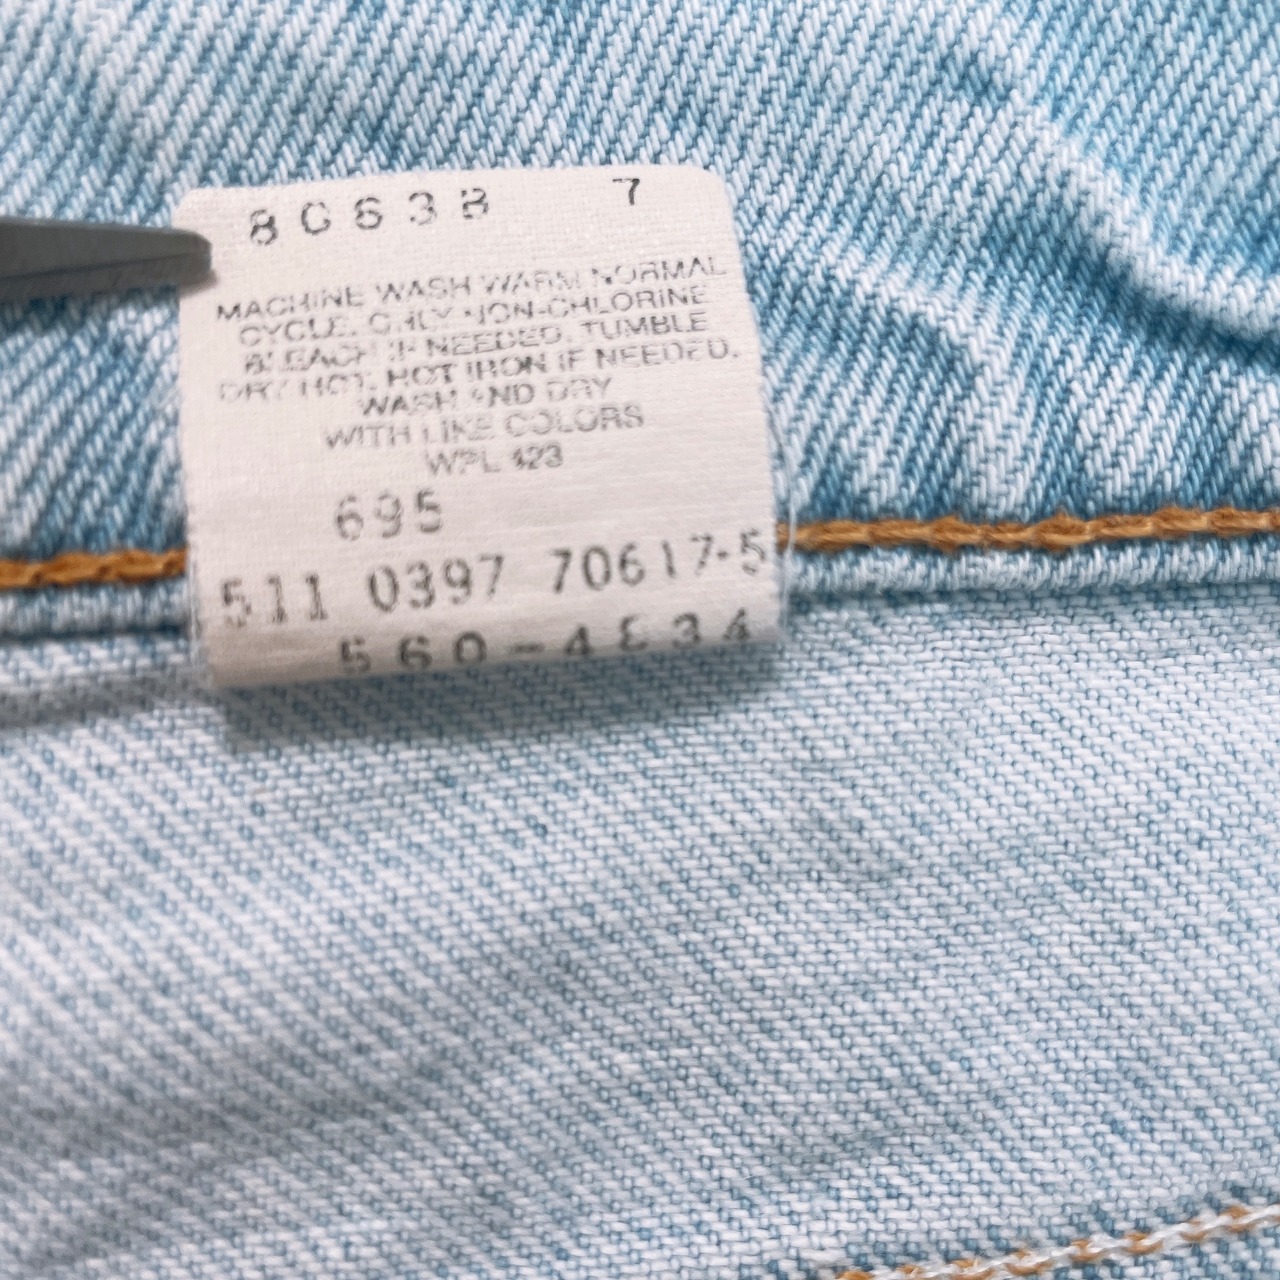 80638 7
MACHINE WASH WARM NORMAL
CYCLE. ONLY NON-CHLORINE
BLEACH IF NEEDED. TUMBLE
DRY HOT. HOT IRON IF NEEDED.
WASH AND DRY
WITH LIKE COLORS
WPL 423
695
511 0397 70617-5
560-4834